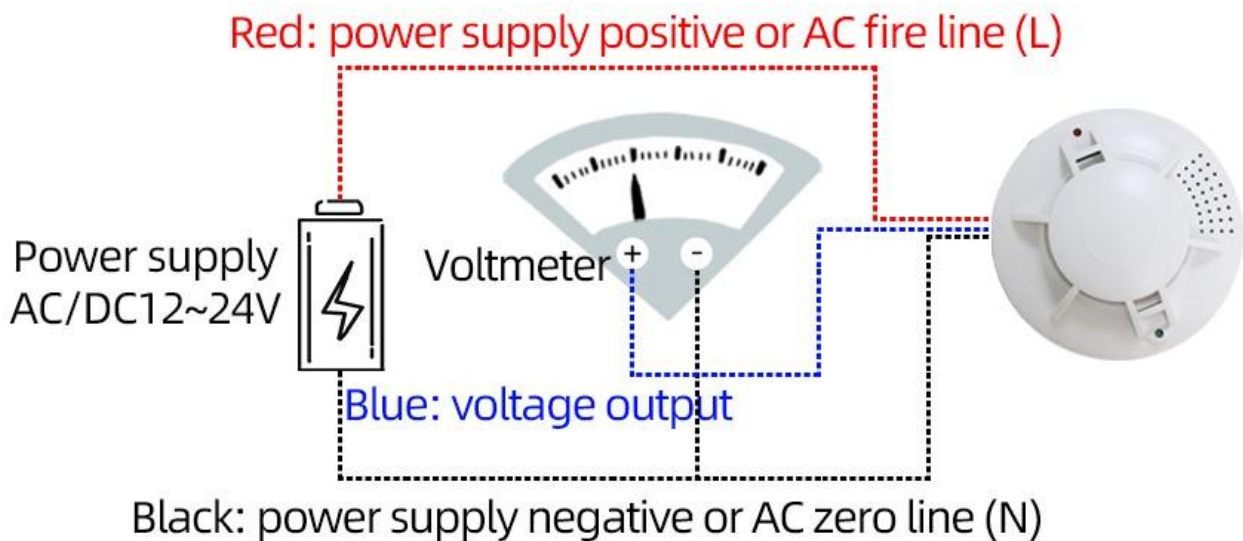 Red: power supply positive or AC fire line (L)
Power supply
AC/DC12~24V
Voltmeter
+
-
Blue: voltage output
Black: power supply negative or AC zero line (N)